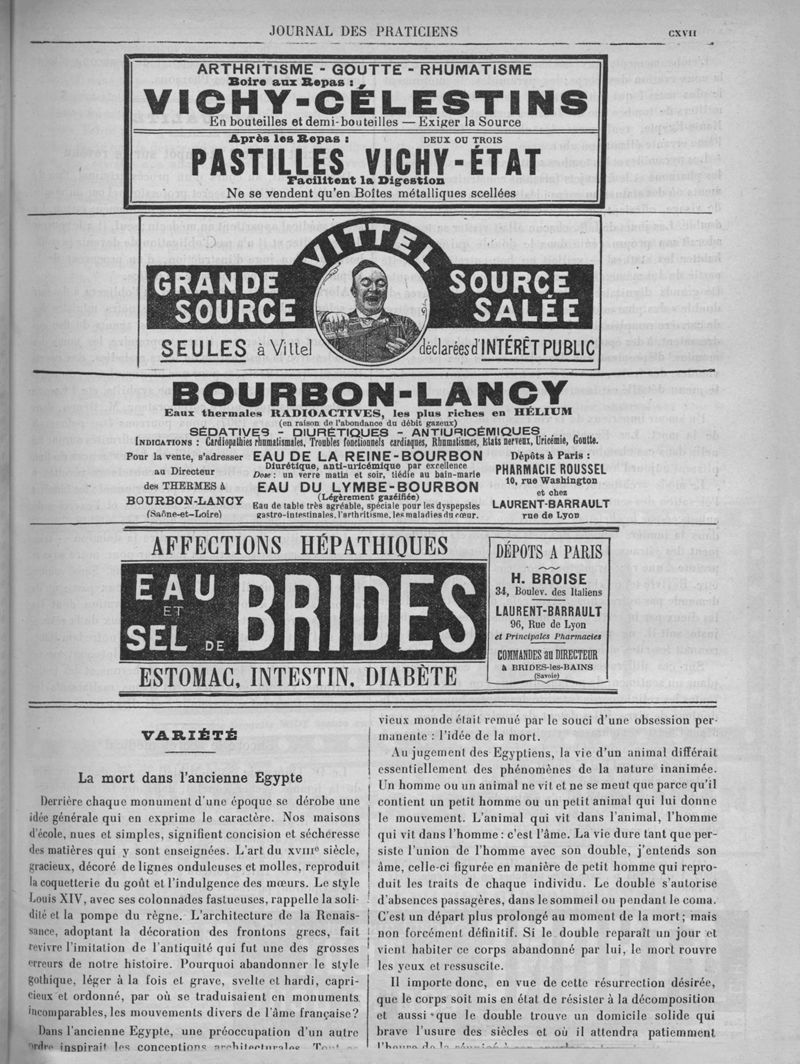 JOURNAL DES PRATICIENS
CXVII
ARTHRITISME - GOUTTE - RHUMATISME
Boire aux Repas :
VICHY-CÉLESTINS
En bouteilles et demi-bouteilles — Exiger la Source
Après les Repas : DEUX OU TROIS
PASTILLES VICHY-ÉTAT
Facilitent la Digestion
Ne se vendent qu'en Boîtes métalliques scellées
VITTEL
GRANDE SOURCE
SOURCE SALÉE
SEULES à Vittel déclarées d'INTÉRÊT PUBLIC
BOURBON-LANCY
Eaux thermales RADIOACTIVES, les plus riches en HÉLIUM
(en raison de l'abondance du débit gazeux)
SÉDATIVES - DIURÉTIQUES - ANTIURICÉMIQUES
INDICATIONS : Cardiopathies rhumatismales, Troubles fonctionnels cardiaques, Rhumatismes, Etats nerveux, Uricémie, Goutte.
Pour la vente, s'adresser
au Directeur
des THERMES à
BOURBON-LANCY
(Saône-et-Loire)
EAU DE LA REINE-BOURBON
Diurétique, anti-uricémique par excellence
Dose : un verre matin et soir, tiédie au bain-marie
EAU DU LYMBE-BOURBON
(Légèrement gazéifiée)
Eau de table très agréable, spéciale pour les dyspepsies
gastro-intestinales, l'arthritisme, les maladies du cœur.
Dépôts à Paris :
PHARMACIE ROUSSEL
10, rue Washington
et chez
LAURENT-BARRAULT
rue de Lyon
AFFECTIONS HÉPATHIQUES
EAU
ET
SEL DE BRIDES
ESTOMAC, INTESTIN, DIABÈTE
DÉPOTS A PARIS
H. BROISE
34, Boulev. des Italiens
LAURENT-BARRAULT
96, Rue de Lyon
et Principales Pharmacies
COMMANDES au DIRECTEUR
à BRIDES-les-BAINS
(Savoie)
VARIÉTÉ
La mort dans l'ancienne Egypte
Derrière chaque monument d'une époque se dérobe une
idée générale qui en exprime le caractère. Nos maisons
d'école, nues et simples, signifient concision et sécheresse
des matières qui y sont enseignées. L'art du XVIIIe siècle,
gracieux, décoré de lignes onduleuses et molles, reproduit
la coquetterie du goût et l'indulgence des mœurs. Le style
Louis XIV, avec ses colonnades fastueuses, rappelle la soli-
dité et la pompe du règne. L'architecture de la Renais-
sance, adoptant la décoration des frontons grecs, fait
revivre l'imitation de l'antiquité qui fut une des grosses
erreurs de notre histoire. Pourquoi abandonner le style
gothique, léger à la fois et grave, svelte et hardi, capri-
cieux et ordonné, par où se traduisaient en monuments
incomparables, les mouvements divers de l'âme française?
Dans l'ancienne Egypte, une préoccupation d'un autre
ordre inspirait les conceptions architecturales.
vieux monde était remué par le souci d'une obsession per-
manente : l'idée de la mort.
Au jugement des Egyptiens, la vie d'un animal différait
essentiellement des phénomènes de la nature inanimée.
Un homme ou un animal ne vit et ne se meut que parce qu'il
contient un petit homme ou un petit animal qui lui donne
le mouvement. L'animal qui vit dans l'animal, l'homme
qui vit dans l'homme : c'est l'âme. La vie dure tant que per-
siste l'union de l'homme avec son double, j'entends son
âme, celle-ci figurée en manière de petit homme qui repro-
duit les traits de chaque individu. Le double s'autorise
d'absences passagères, dans le sommeil ou pendant le coma.
C'est un départ plus prolongé au moment de la mort ; mais
non forcément définitif. Si le double reparaît un jour et
vient habiter ce corps abandonné par lui, le mort rouvre
les yeux et ressuscite.
Il importe donc, en vue de cette résurrection désirée,
que le corps soit mis en état de résister à la décomposition
et aussi que le double trouve un domicile solide qui
brave l'usure des siècles et où il attendra patiemment
l'heure de la